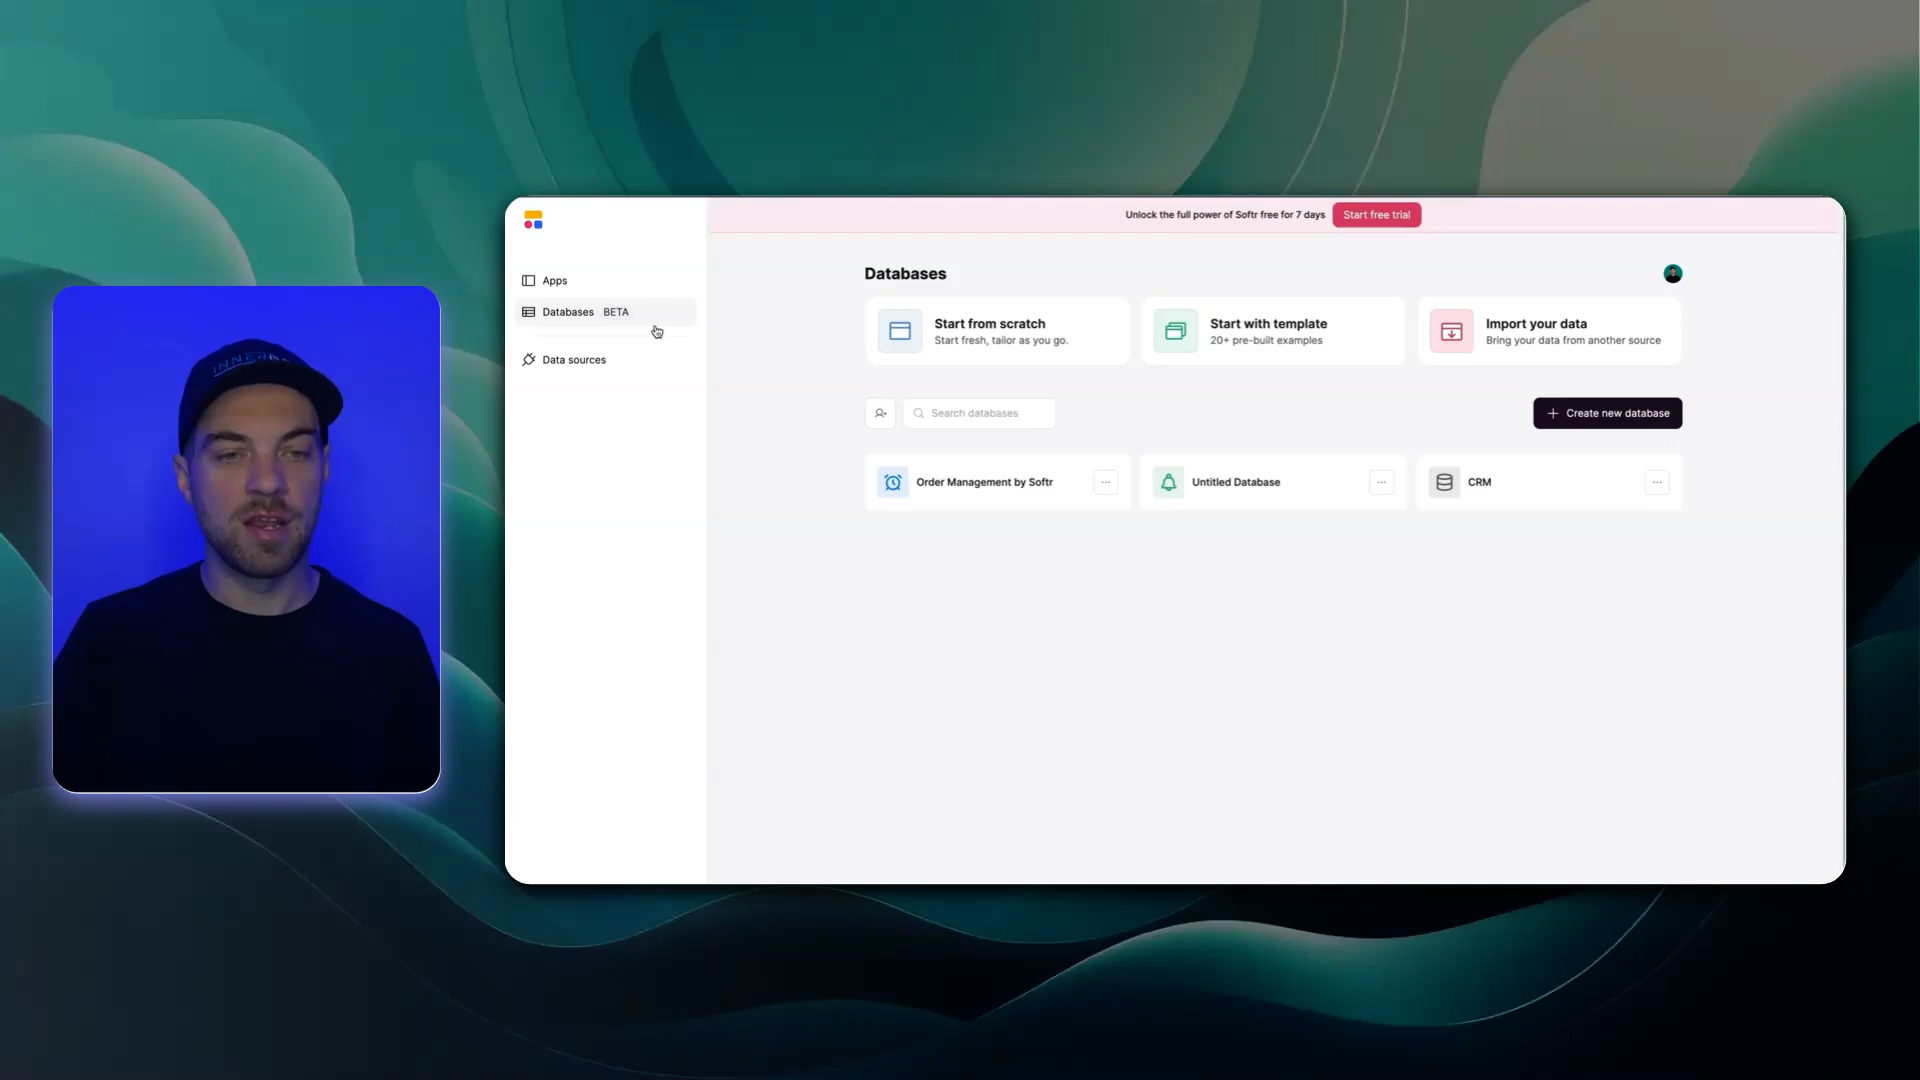 Unlock the full power of Softr free for 7 days Start free trial
Apps
Databases BETA
Data sources
Databases
Start from scratch
Start fresh, tailor as you go.
Start with template
20+ pre-built examples
Import your data
Bring your data from another source
Search databases
Create new database
Order Management by Softr
Untitled Database
CRM